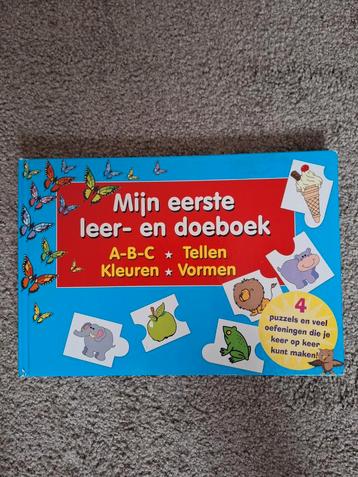 Mijn eerste
leer- en doeboek
A-B-C ★ Tellen
Kleuren ★ Vormen
4
puzzels en veel
oefeningen die je
keer op keer
kunt maken!